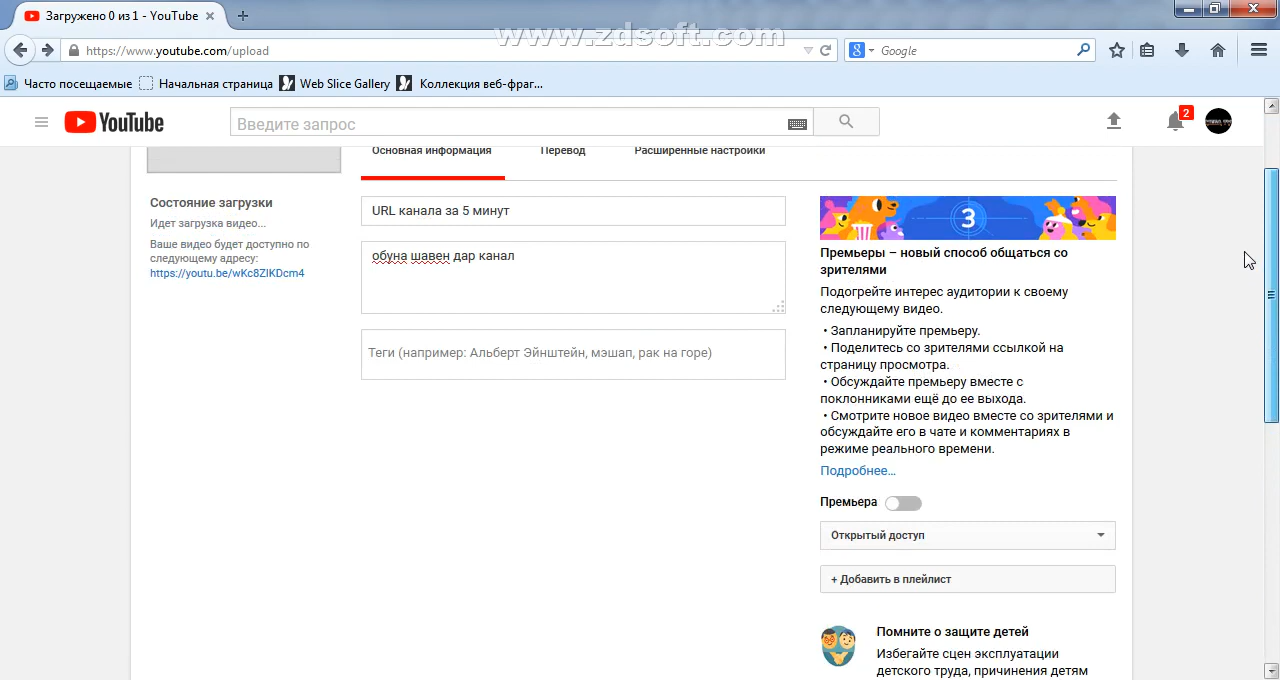 Загружено 0 из 1 - YouTube
www.zdsoft.com
https://www.youtube.com/upload
Google
Часто посещаемые
Начальная страница
Web Slice Gallery
Коллекция веб-фраг...
YouTube
Введите запрос
2
Основная информация
Перевод
Расширенные настройки
Состояние загрузки
Идет загрузка видео...
Ваше видео будет доступно по
следующему адресу:
https://youtu.be/wKc8ZIKDcm4
URL канала за 5 минут
обуна шавен дар канал
Теги (например: Альберт Эйнштейн, мэшап, рак на горе)
3
Премьеры – новый способ общаться со
зрителями
Подогрейте интерес аудитории к своему
следующему видео.
• Запланируйте премьеру.
• Поделитесь со зрителями ссылкой на
страницу просмотра.
• Обсуждайте премьеру вместе с
поклонниками ещё до ее выхода.
• Смотрите новое видео вместе со зрителями и
обсуждайте его в чате и комментариях в
режиме реального времени.
Подробнее...
Премьера
Открытый доступ
+ Добавить в плейлист
Помните о защите детей
Избегайте сцен эксплуатации
детского труда, причинения детям